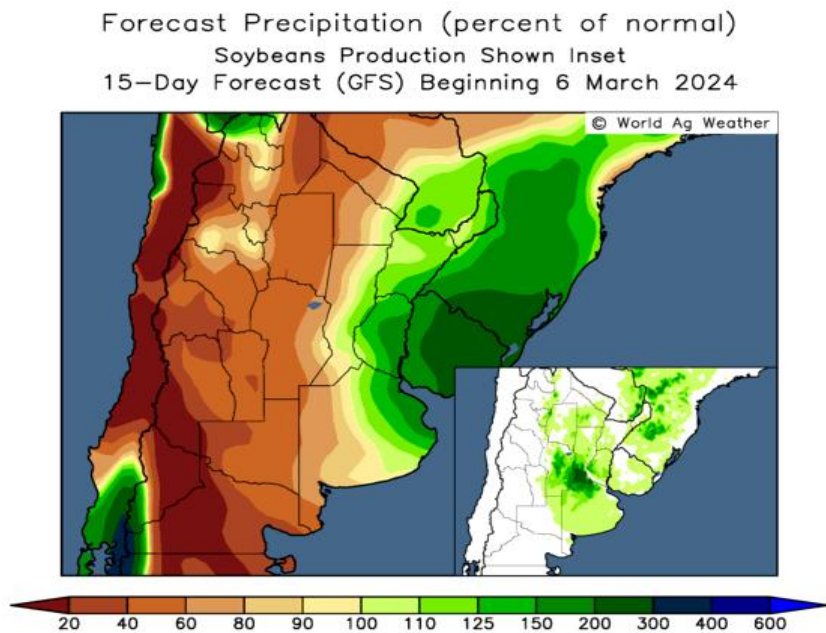 Forecast Precipitation (percent of normal)
Soybeans Production Shown Inset
15-Day Forecast (GFS) Beginning 6 March 2024
© World Ag Weather
20 40 60 80 90 100 110 125 150 200 300 400 600